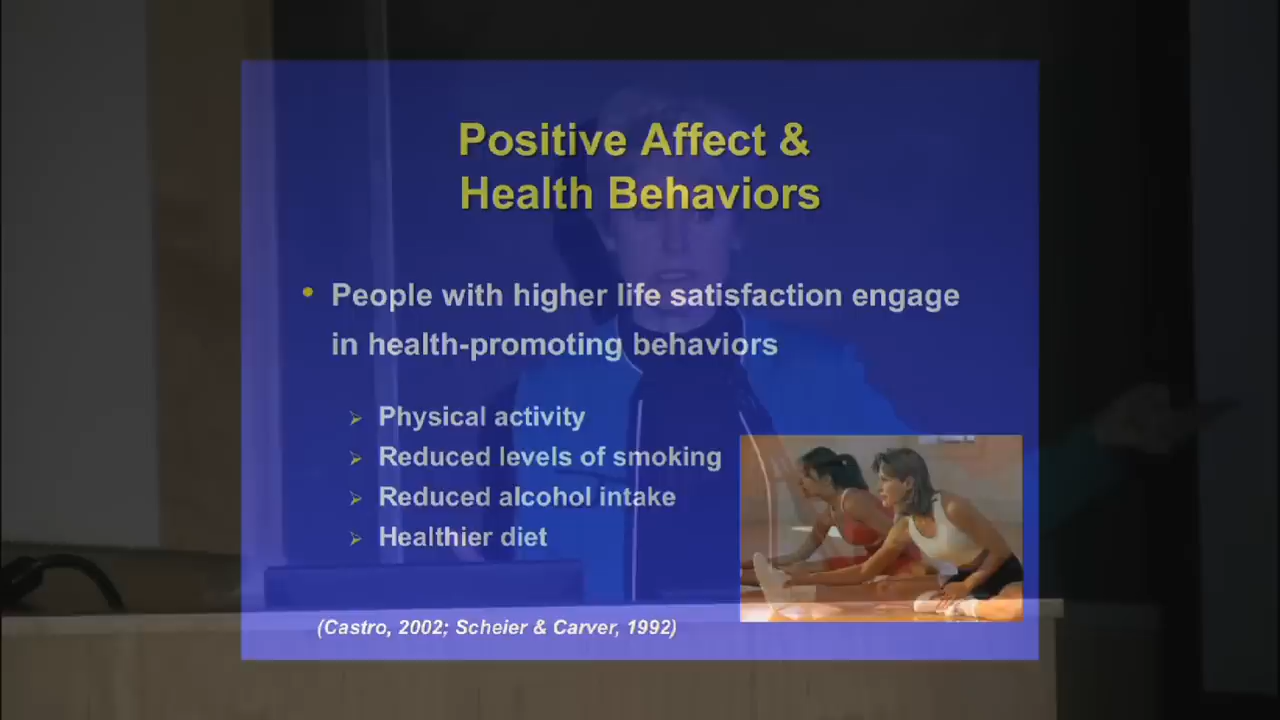 Positive Affect &
Health Behaviors
• People with higher life satisfaction engage
in health-promoting behaviors
➢ Physical activity
➢ Reduced levels of smoking
➢ Reduced alcohol intake
➢ Healthier diet
(Castro, 2002; Scheier & Carver, 1992)